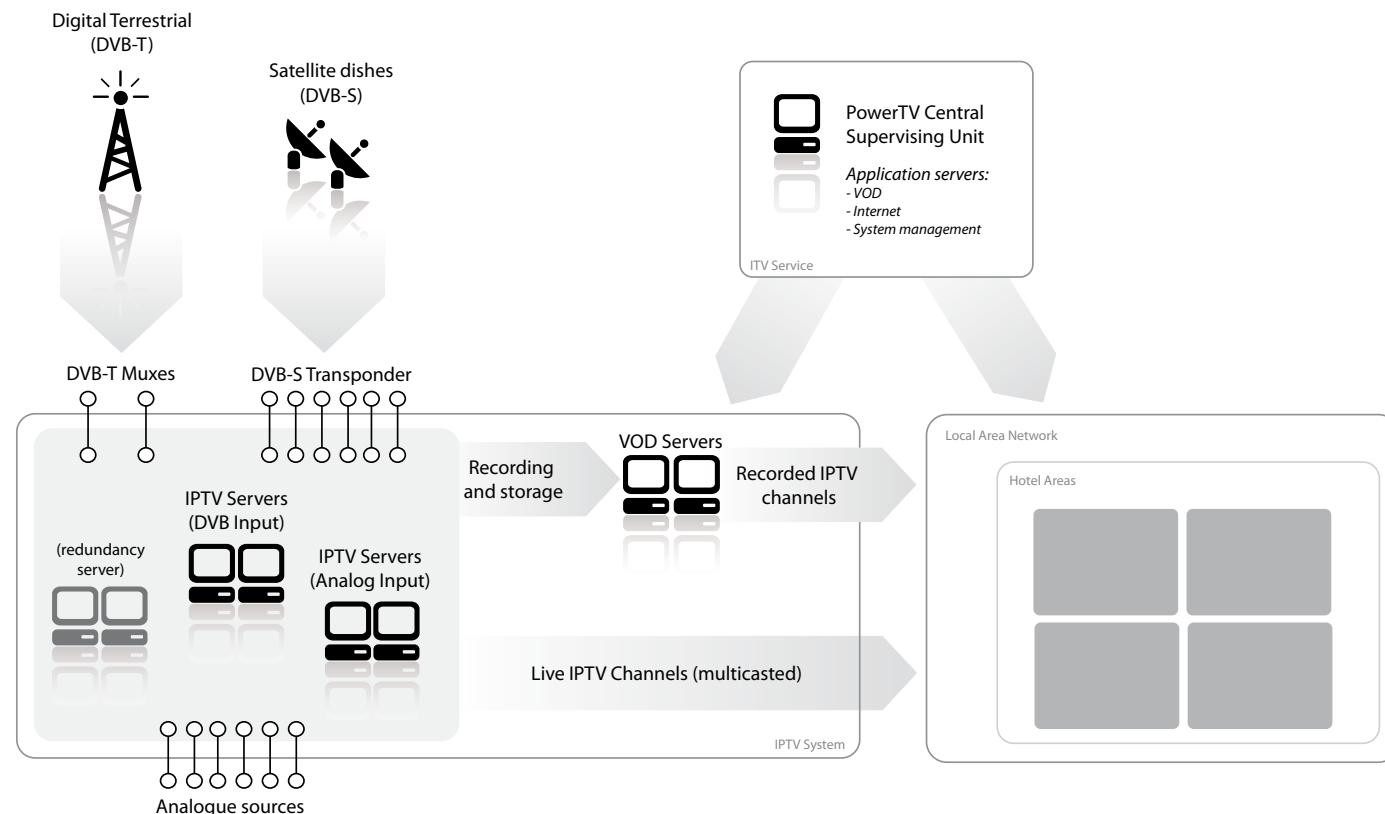 Digital Terrestrial
(DVB-T)
Satellite dishes
(DVB-S)
PowerTV Central
Supervising Unit
Application servers:
- VOD
- Internet
- System management
ITV Service
DVB-T Muxes
DVB-S Transponder
VOD Servers
Recording
and storage
Recorded IPTV
channels
Local Area Network
Hotel Areas
IPTV Servers
(DVB Input)
(redundancy
server)
IPTV Servers
(Analog Input)
Live IPTV Channels (multicasted)
IPTV System
Analogue sources